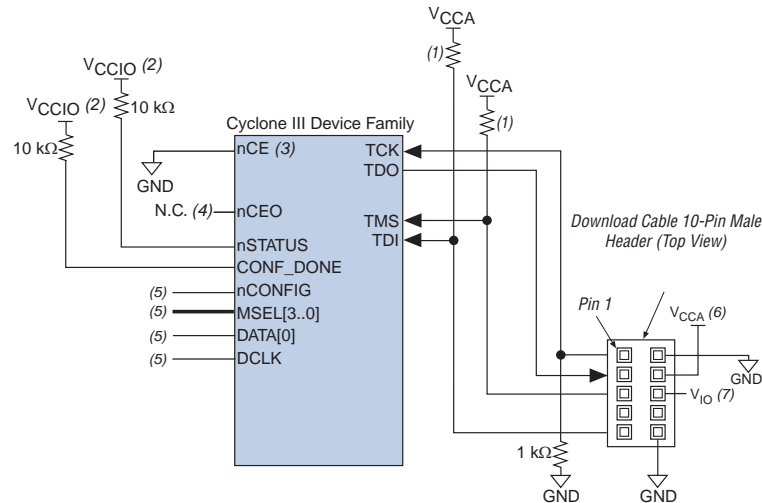 VCCA
(1)
VCCIO (2)
VCCA
VCCIO (2)
10 kΩ
(1)
10 kΩ
Cyclone III Device Family
nCE (3)
TCK
GND
TDO
N.C. (4)
nCEO
TMS
nSTATUS
TDI
CONF_DONE
(5)
nCONFIG
(5)
MSEL[3..0]
(5)
DATA[0]
(5)
DCLK
Download Cable 10-Pin Male
Header (Top View)
Pin 1
VCCA (6)
GND
VIO (7)
1 kΩ
GND
GND